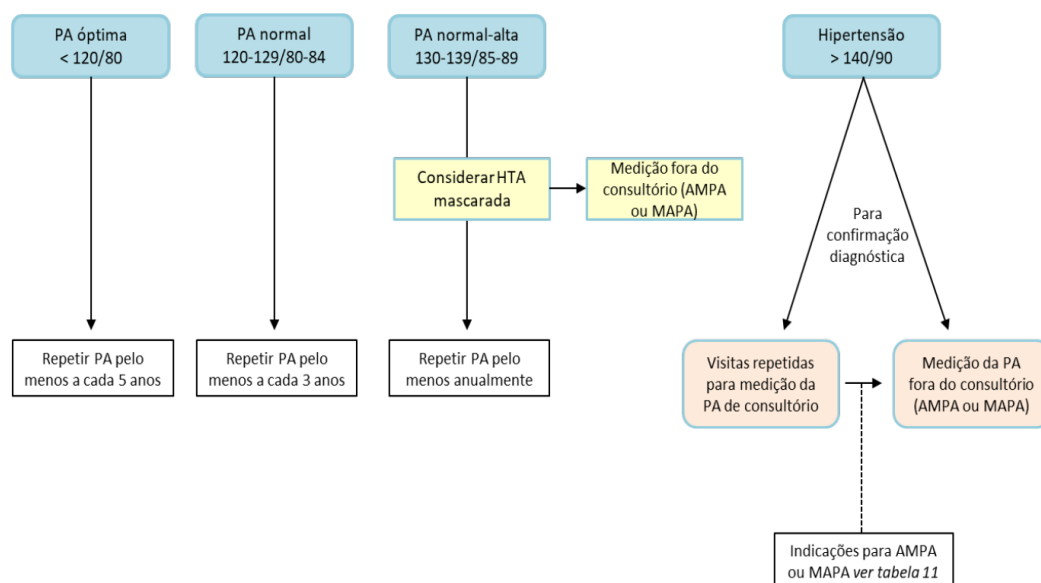 PA óptima
< 120/80
PA normal
120-129/80-84
PA normal-alta
130-139/85-89
Hipertensão
> 140/90
Considerar HTA
mascarada
Medição fora do
consultório (AMPA
ou MAPA)
Para
confirmação
diagnóstica
Repetir PA pelo
menos a cada 5 anos
Repetir PA pelo
menos a cada 3 anos
Repetir PA pelo
menos anualmente
Visitas repetidas
para medição da
PA de consultório
Medição da PA
fora do consultório
(AMPA ou MAPA)
Indicações para AMPA
ou MAPA ver tabela 11